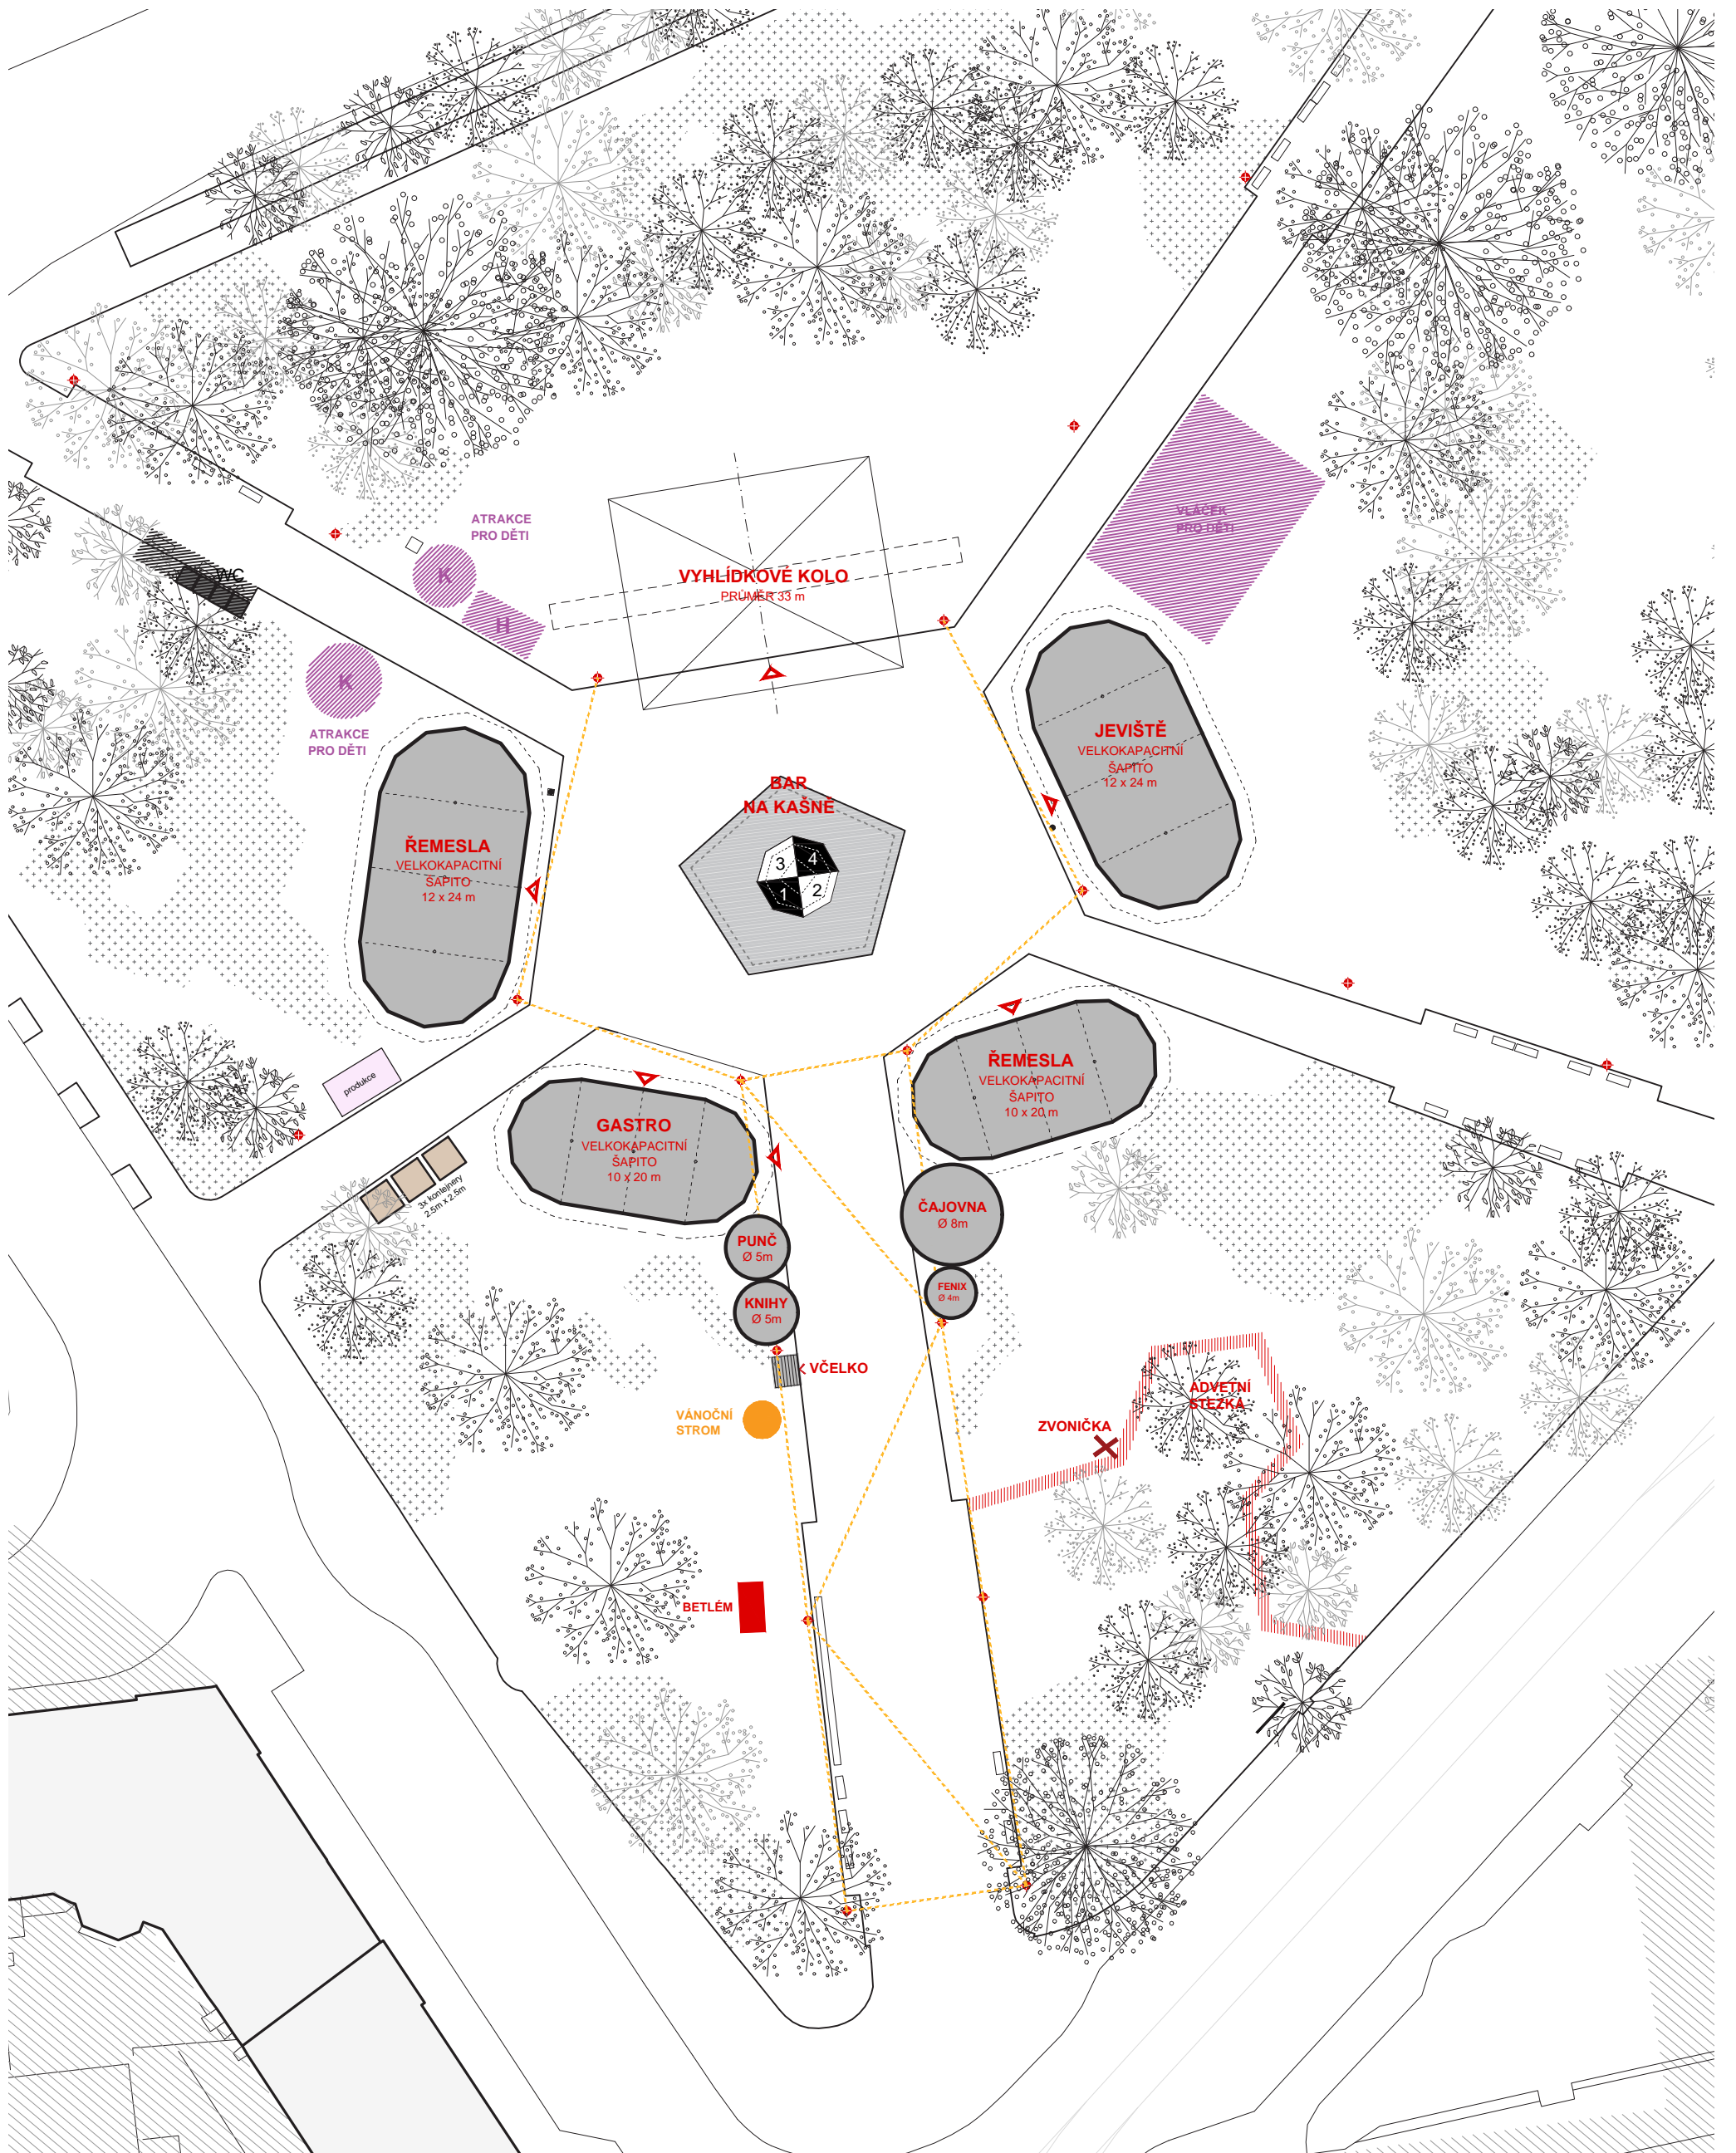 ATRAKCE
PRO DĚTI
K
H
WC
K
ATRAKCE
PRO DĚTI
VYHLÍDKOVÉ KOLO
PRŮMĚR 33 m
VLÁČEK
PRO DĚTI
JEVIŠTĚ
VELKOKAPACITNÍ
ŠAPITO
12 x 24 m
BAR
NA KAŠNĚ
3
4
1
2
ŘEMESLA
VELKOKAPACITNÍ
ŠAPITO
12 x 24 m
produkce
ŘEMESLA
VELKOKAPACITNÍ
ŠAPITO
10 x 20 m
GASTRO
VELKOKAPACITNÍ
ŠAPITO
10 x 20 m
3x kontejnery
2.5m x 2.5m
ČAJOVNA
Ø 8m
PUNČ
Ø 5m
FENIX
Ø 4m
KNIHY
Ø 5m
VČELKO
VÁNOČNÍ
STROM
ADVETNÍ
STEZKA
ZVONIČKA
BETLÉM